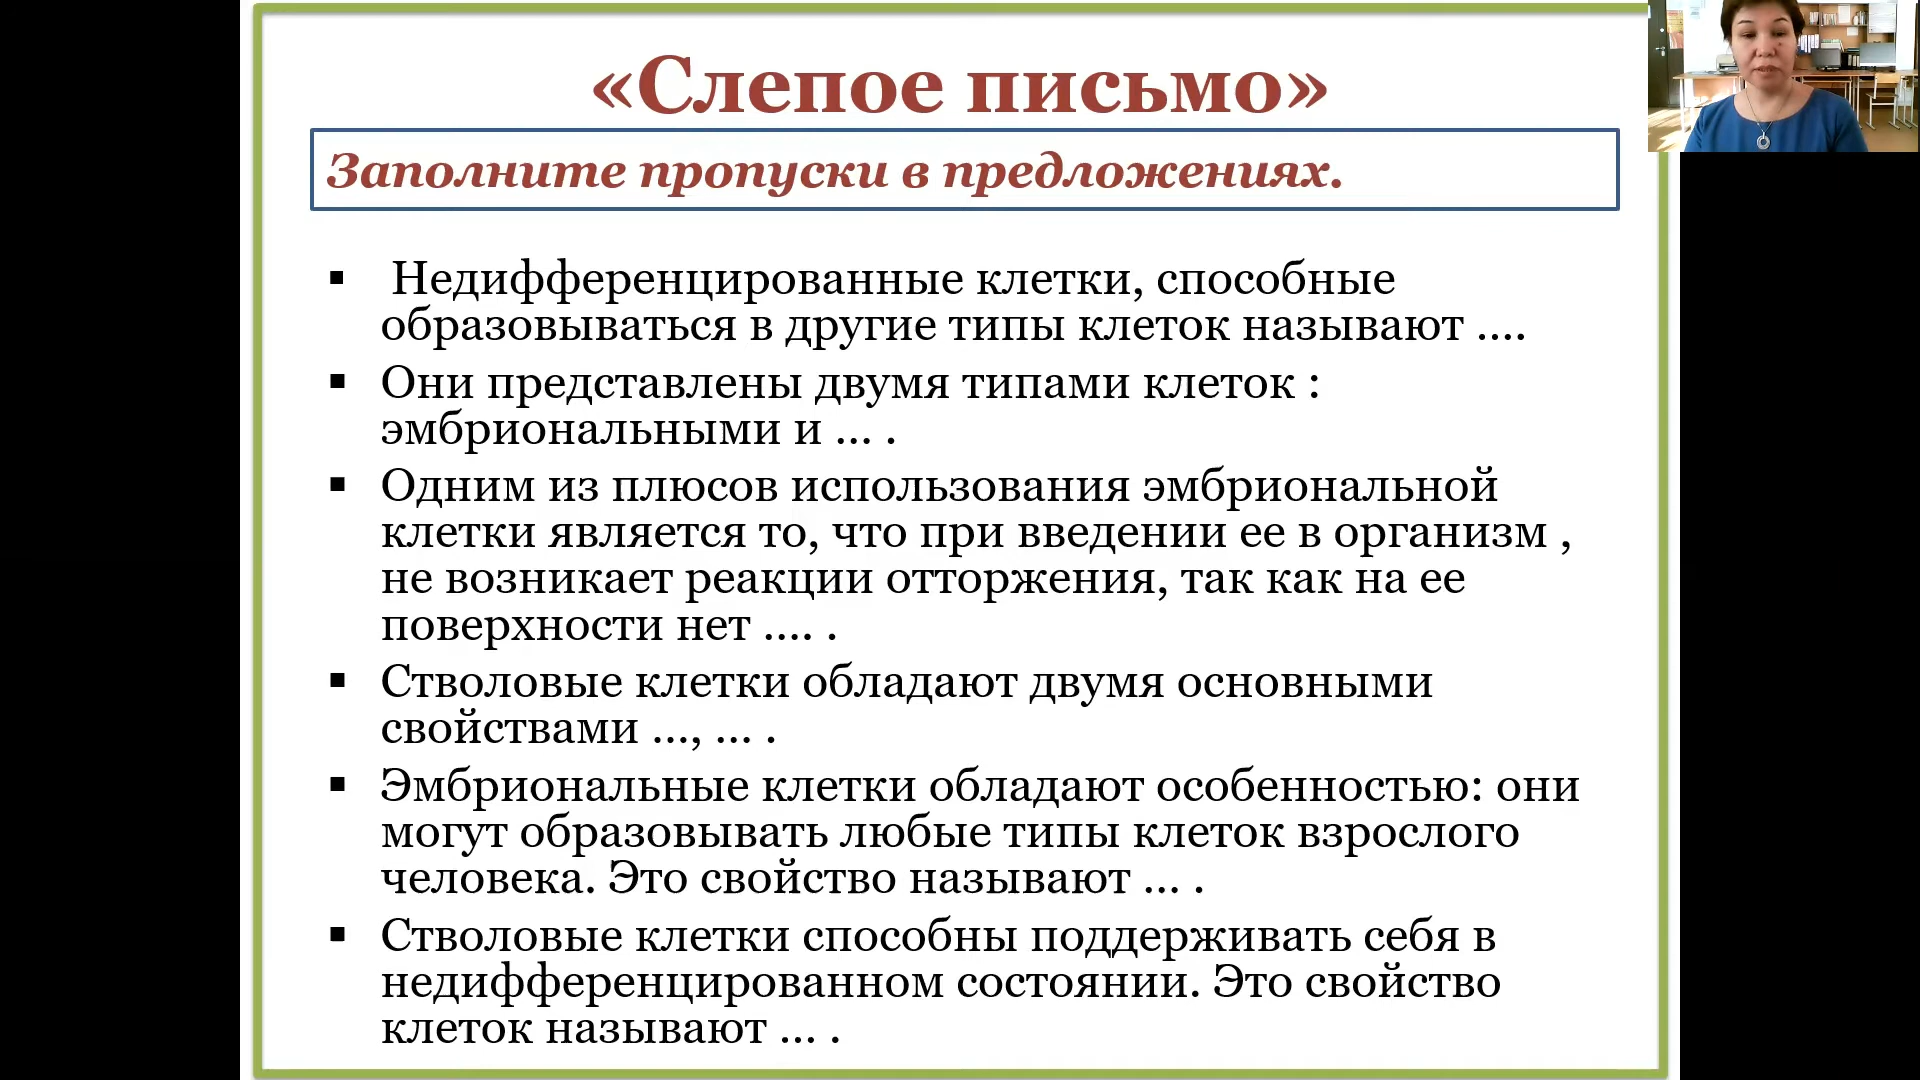 «Слепое письмо»
Заполните пропуски в предложениях.
▪ Недифференцированные клетки, способные
образовываться в другие типы клеток называют ....
▪ Они представлены двумя типами клеток :
эмбриональными и ... .
▪ Одним из плюсов использования эмбриональной
клетки является то, что при введении ее в организм ,
не возникает реакции отторжения, так как на ее
поверхности нет .... .
▪ Стволовые клетки обладают двумя основными
свойствами ..., ... .
▪ Эмбриональные клетки обладают особенностью: они
могут образовывать любые типы клеток взрослого
человека. Это свойство называют ... .
▪ Стволовые клетки способны поддерживать себя в
недифференцированном состоянии. Это свойство
клеток называют ... .